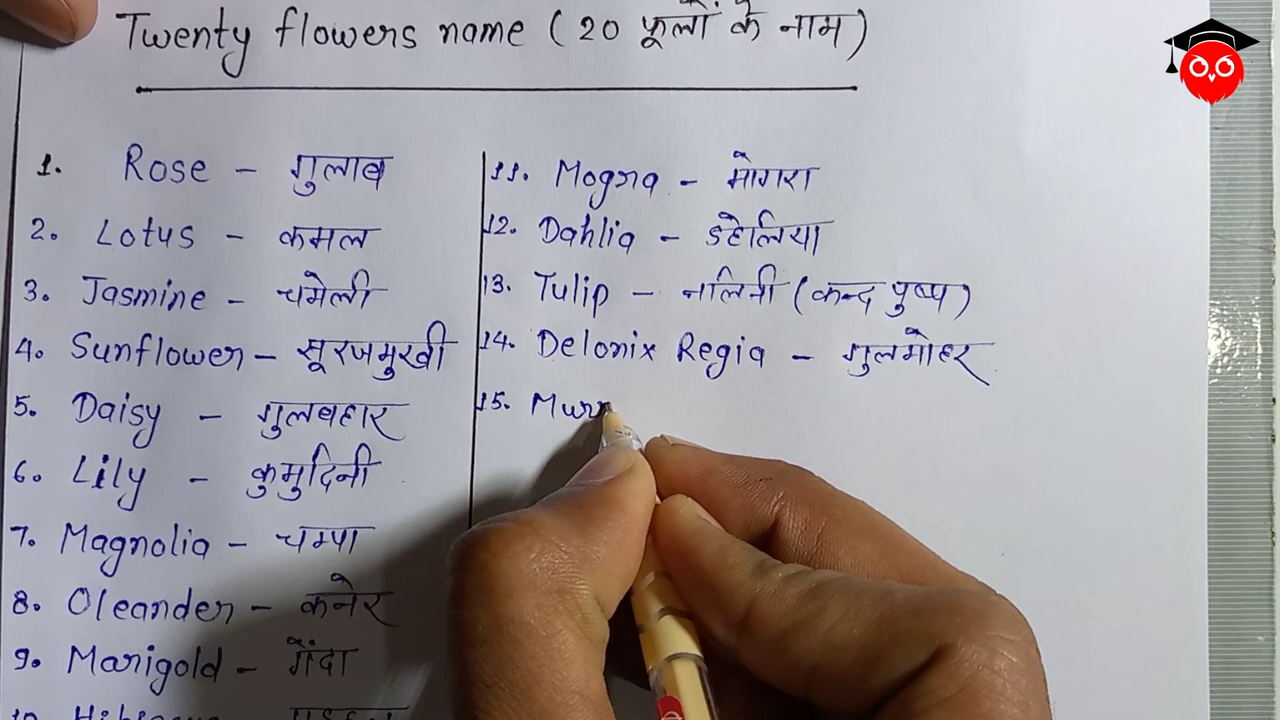 Twenty flowers name (20 फूलों के नाम)
1. Rose - गुलाब
2. Lotus - कमल
3. Jasmine - चमेली
4. Sunflower - सूरजमुखी
5. Daisy - गुलबहार
6. Lily - कुमुदिनी
7. Magnolia - चम्पा
8. Oleander - कनेर
9. Marigold - गेंदा
10.
11. Mogra - मोगरा
12. Dahlia - डहेलिया
13. Tulip - नलिनी (कन्द पुष्प)
14. Delonix Regia - गुलमोहर
15. Murr